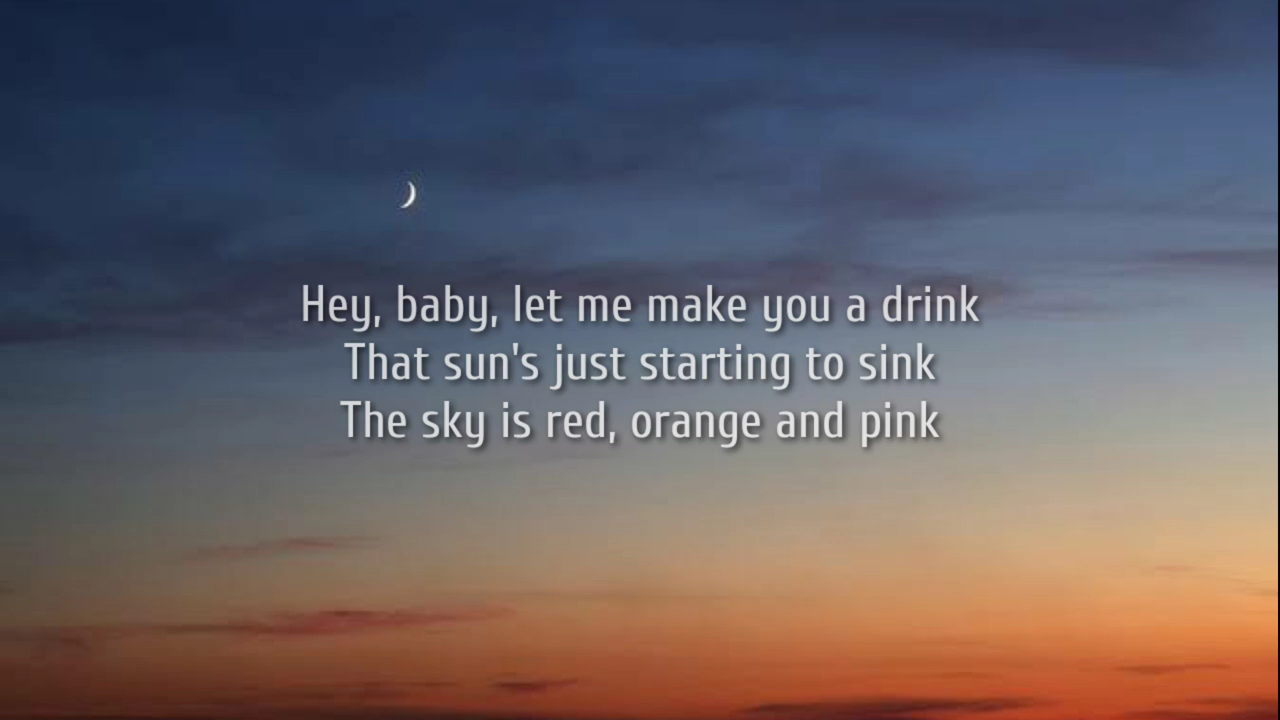 Hey, baby, let me make you a drink
That sun's just starting to sink
The sky is red, orange and pink